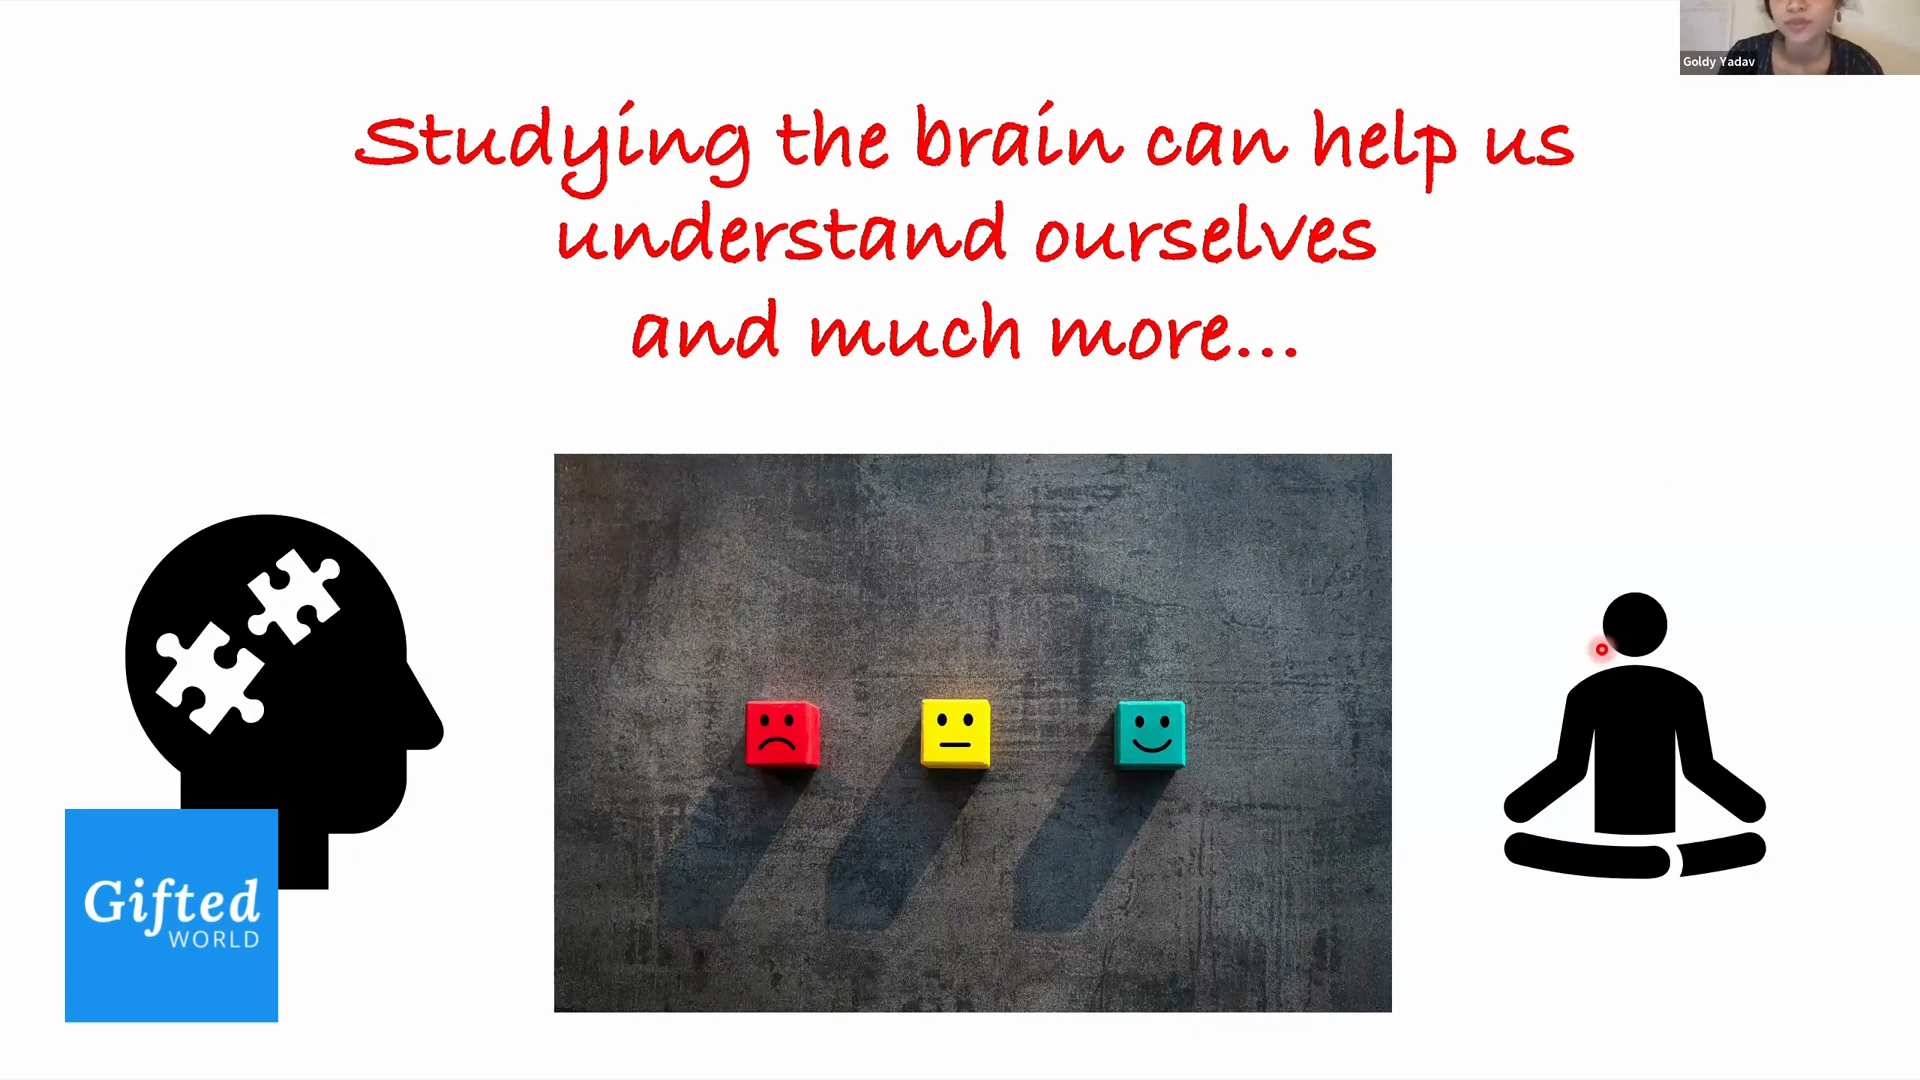 Goldy Yadav
Studying the brain can help us
understand ourselves
and much more...
Gifted
WORLD